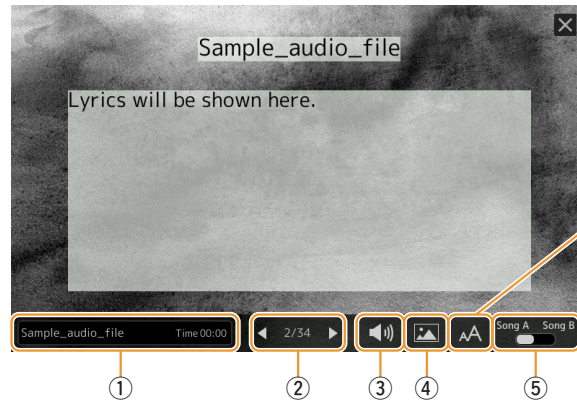 Sample_audio_file
Lyrics will be shown here.
Sample_audio_file Time 00:00 2/34 AA Song A Song B
① ② ③ ④ ⑤